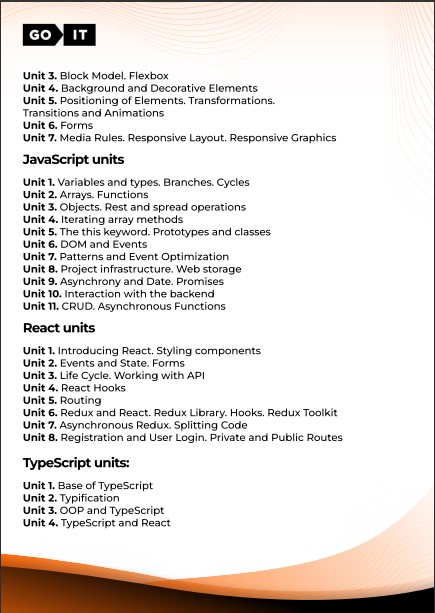 GO IT
Unit 3. Block Model. Flexbox
Unit 4. Background and Decorative Elements
Unit 5. Positioning of Elements. Transformations.
Transitions and Animations
Unit 6. Forms
Unit 7. Media Rules. Responsive Layout. Responsive Graphics
JavaScript units
Unit 1. Variables and types. Branches. Cycles
Unit 2. Arrays. Functions
Unit 3. Objects. Rest and spread operations
Unit 4. Iterating array methods
Unit 5. The this keyword. Prototypes and classes
Unit 6. DOM and Events
Unit 7. Patterns and Event Optimization
Unit 8. Project infrastructure. Web storage
Unit 9. Asynchrony and Date. Promises
Unit 10. Interaction with the backend
Unit 11. CRUD. Asynchronous Functions
React units
Unit 1. Introducing React. Styling components
Unit 2. Events and State. Forms
Unit 3. Life Cycle. Working with API
Unit 4. React Hooks
Unit 5. Routing
Unit 6. Redux and React. Redux Library. Hooks. Redux Toolkit
Unit 7. Asynchronous Redux. Splitting Code
Unit 8. Registration and User Login. Private and Public Routes
TypeScript units:
Unit 1. Base of TypeScript
Unit 2. Typification
Unit 3. OOP and TypeScript
Unit 4. TypeScript and React